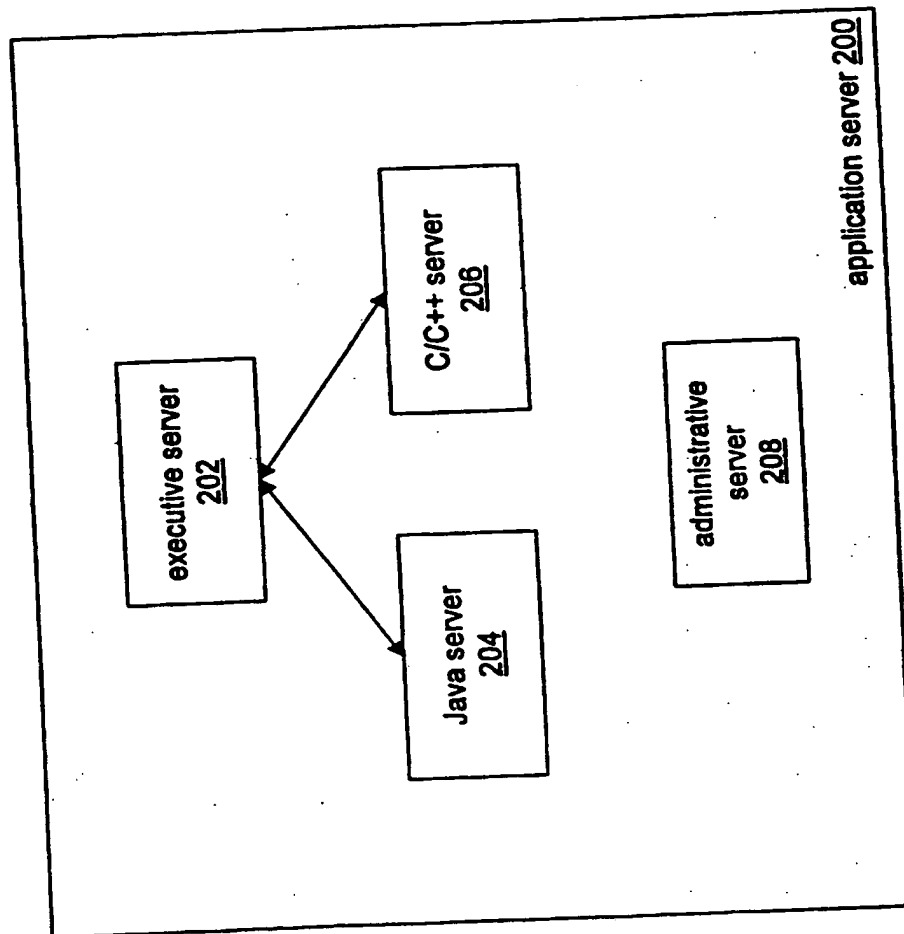 executive server
202
Java server
204
C/C++ server
206
administrative
server
208
application server 200